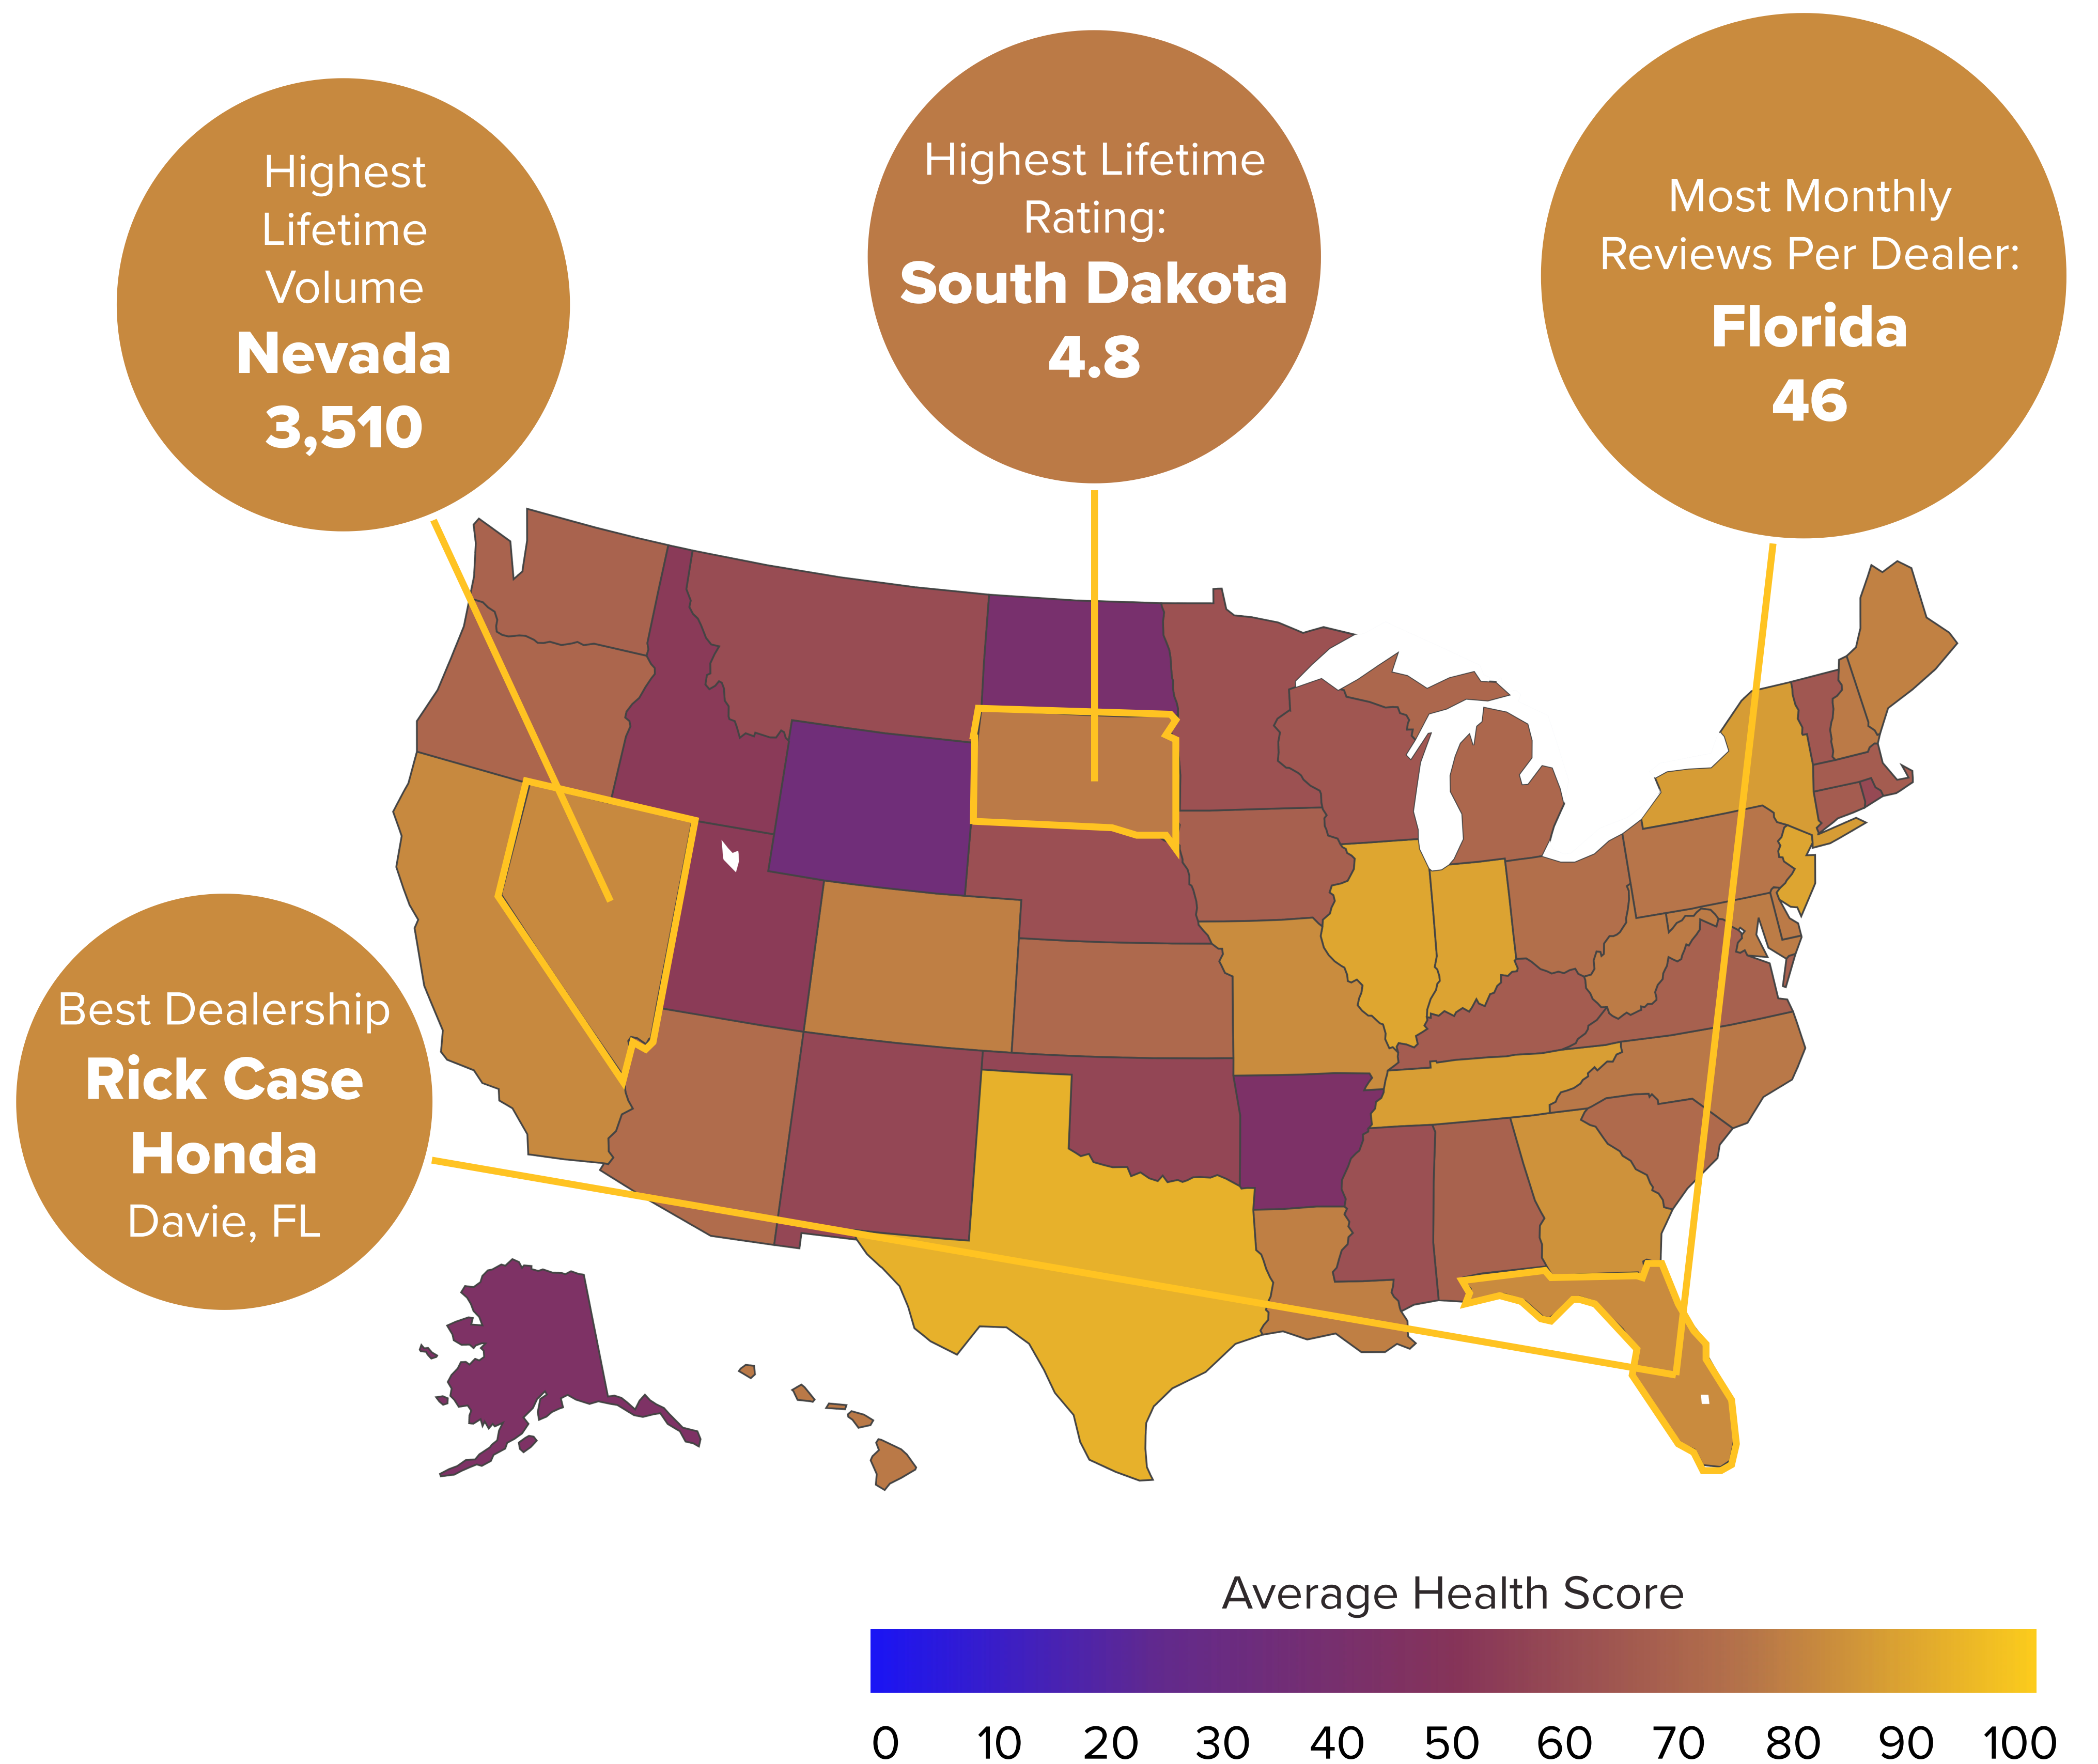 Highest
Lifetime
Volume
Nevada
3,510
Highest Lifetime
Rating:
South Dakota
4.8
Most Monthly
Reviews Per Dealer:
Florida
46
Best Dealership
Rick Case
Honda
Davie, FL
Average Health Score
0 10 20 30 40 50 60 70 80 90 100